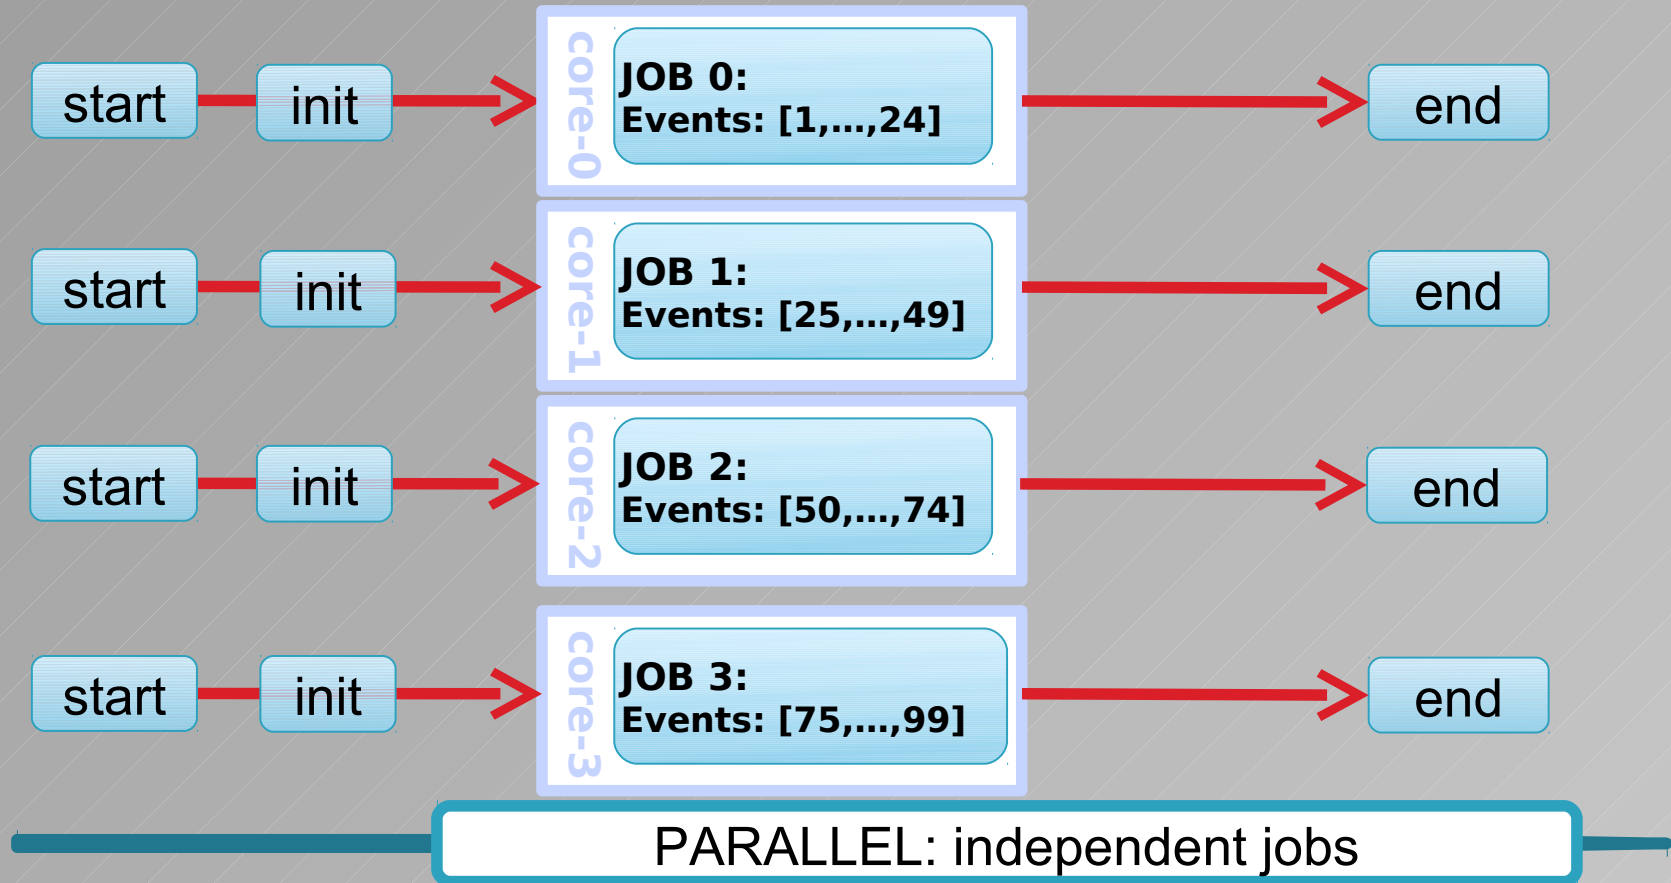 start
init
core-0
JOB 0:
Events: [1,...,24]
end
start
init
core-1
JOB 1:
Events: [25,...,49]
end
start
init
core-2
JOB 2:
Events: [50,...,74]
end
start
init
core-3
JOB 3:
Events: [75,...,99]
end
PARALLEL: independent jobs